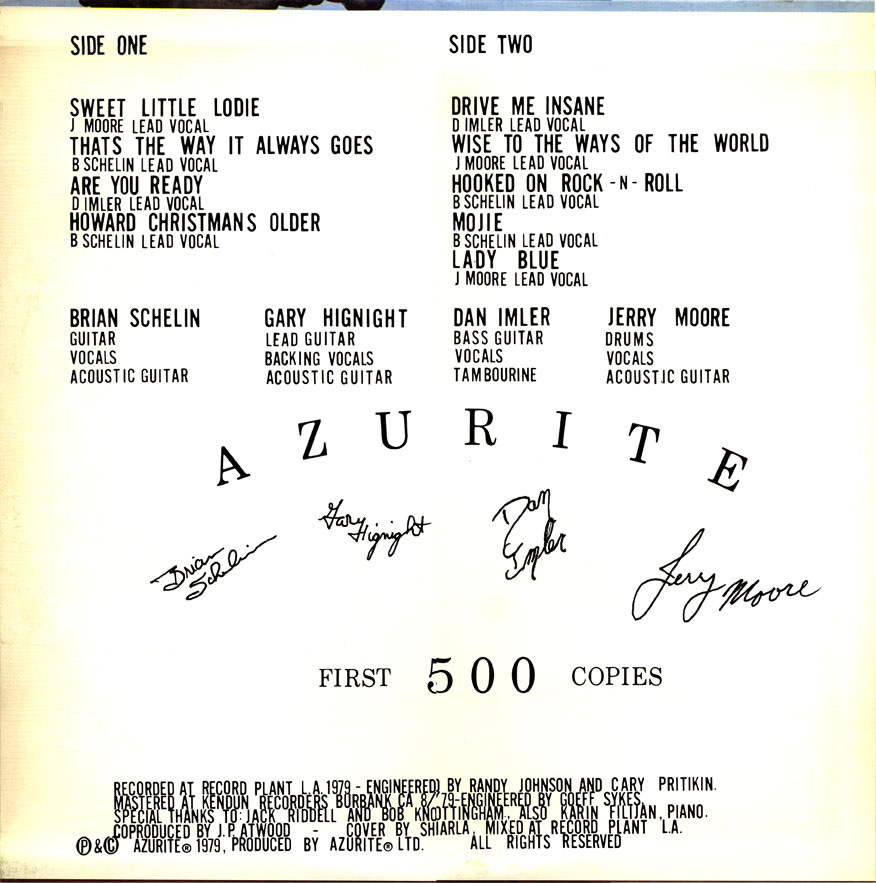 SIDE ONE
SWEET LITTLE LODIE
J MOORE LEAD VOCAL
THATS THE WAY IT ALWAYS GOES
B SCHELIN LEAD VOCAL
ARE YOU READY
D IMLER LEAD VOCAL
HOWARD CHRISTMANS OLDER
B SCHELIN LEAD VOCAL
SIDE TWO
DRIVE ME INSANE
D IMLER LEAD VOCAL
WISE TO THE WAYS OF THE WORLD
J MOORE LEAD VOCAL
HOOKED ON ROCK-N-ROLL
B SCHELIN LEAD VOCAL
MOJIE
B SCHELIN LEAD VOCAL
LADY BLUE
J MOORE LEAD VOCAL
BRIAN SCHELIN
GUITAR
VOCALS
ACOUSTIC GUITAR
GARY HIGNIGHT
LEAD GUITAR
BACKING VOCALS
ACOUSTIC GUITAR
DAN IMLER
BASS GUITAR
VOCALS
TAMBOURINE
JERRY MOORE
DRUMS
VOCALS
ACOUSTIC GUITAR
AZURITE
Brian
Schelin
Gary
Hignight
Dan
Imler
Jerry Moore
FIRST 500 COPIES
RECORDED AT RECORD PLANT L.A. 1979 - ENGINEERED) BY RANDY JOHNSON AND CARY PRITIKIN.
MASTERED AT KENDUN RECORDERS BURBANK CA 8/'79-ENGINEERED BY GOEFF SYKES
SPECIAL THANKS TO: JACK RIDDELL AND BOB KNOTTINGHAM, ALSO KARIN FILTJAN, PIANO.
COPRODUCED BY J.P. ATWOOD - COVER BY SHIARLA, MIXED AT RECORD PLANT L.A.
℗&© AZURITE® 1979, PRODUCED BY AZURITE® LTD. ALL RIGHTS RESERVED